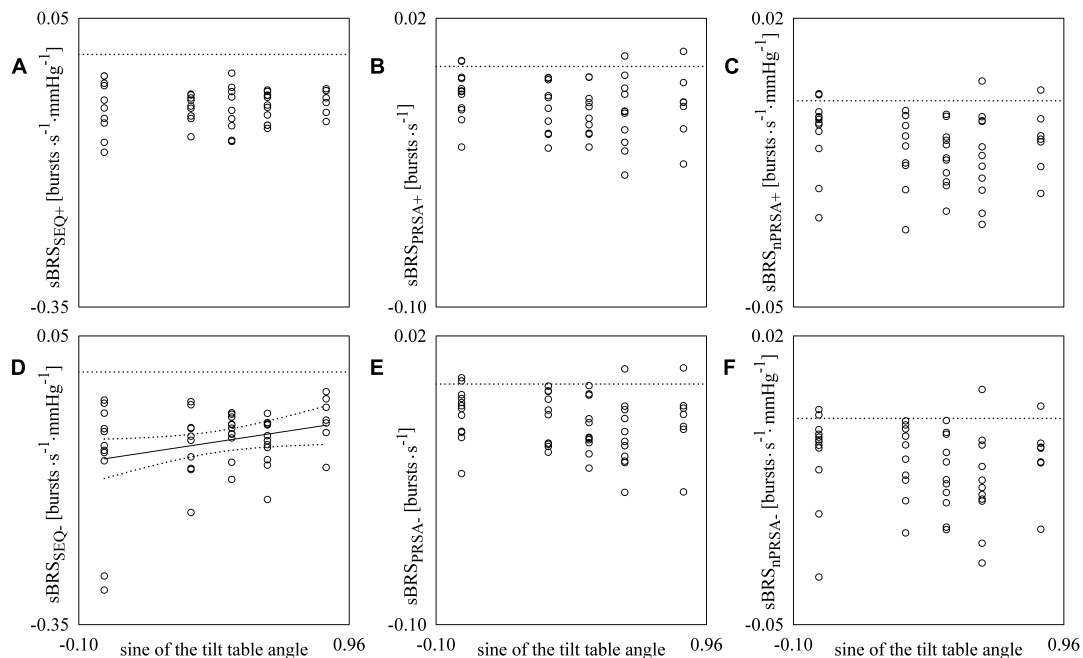 A
0.05
sBRS_SEQ+ [bursts·s⁻¹·mmHg⁻¹]
-0.35
B
0.02
sBRS_PRSA+ [bursts·s⁻¹]
-0.10
C
0.02
sBRS_nPRSA+ [bursts·s⁻¹·mmHg⁻¹]
-0.05
D
0.05
sBRS_SEQ- [bursts·s⁻¹·mmHg⁻¹]
-0.35
-0.10
sine of the tilt table angle
0.96
E
0.02
sBRS_PRSA- [bursts·s⁻¹]
-0.10
-0.10
sine of the tilt table angle
0.96
F
0.02
sBRS_nPRSA- [bursts·s⁻¹·mmHg⁻¹]
-0.05
-0.10
sine of the tilt table angle
0.96